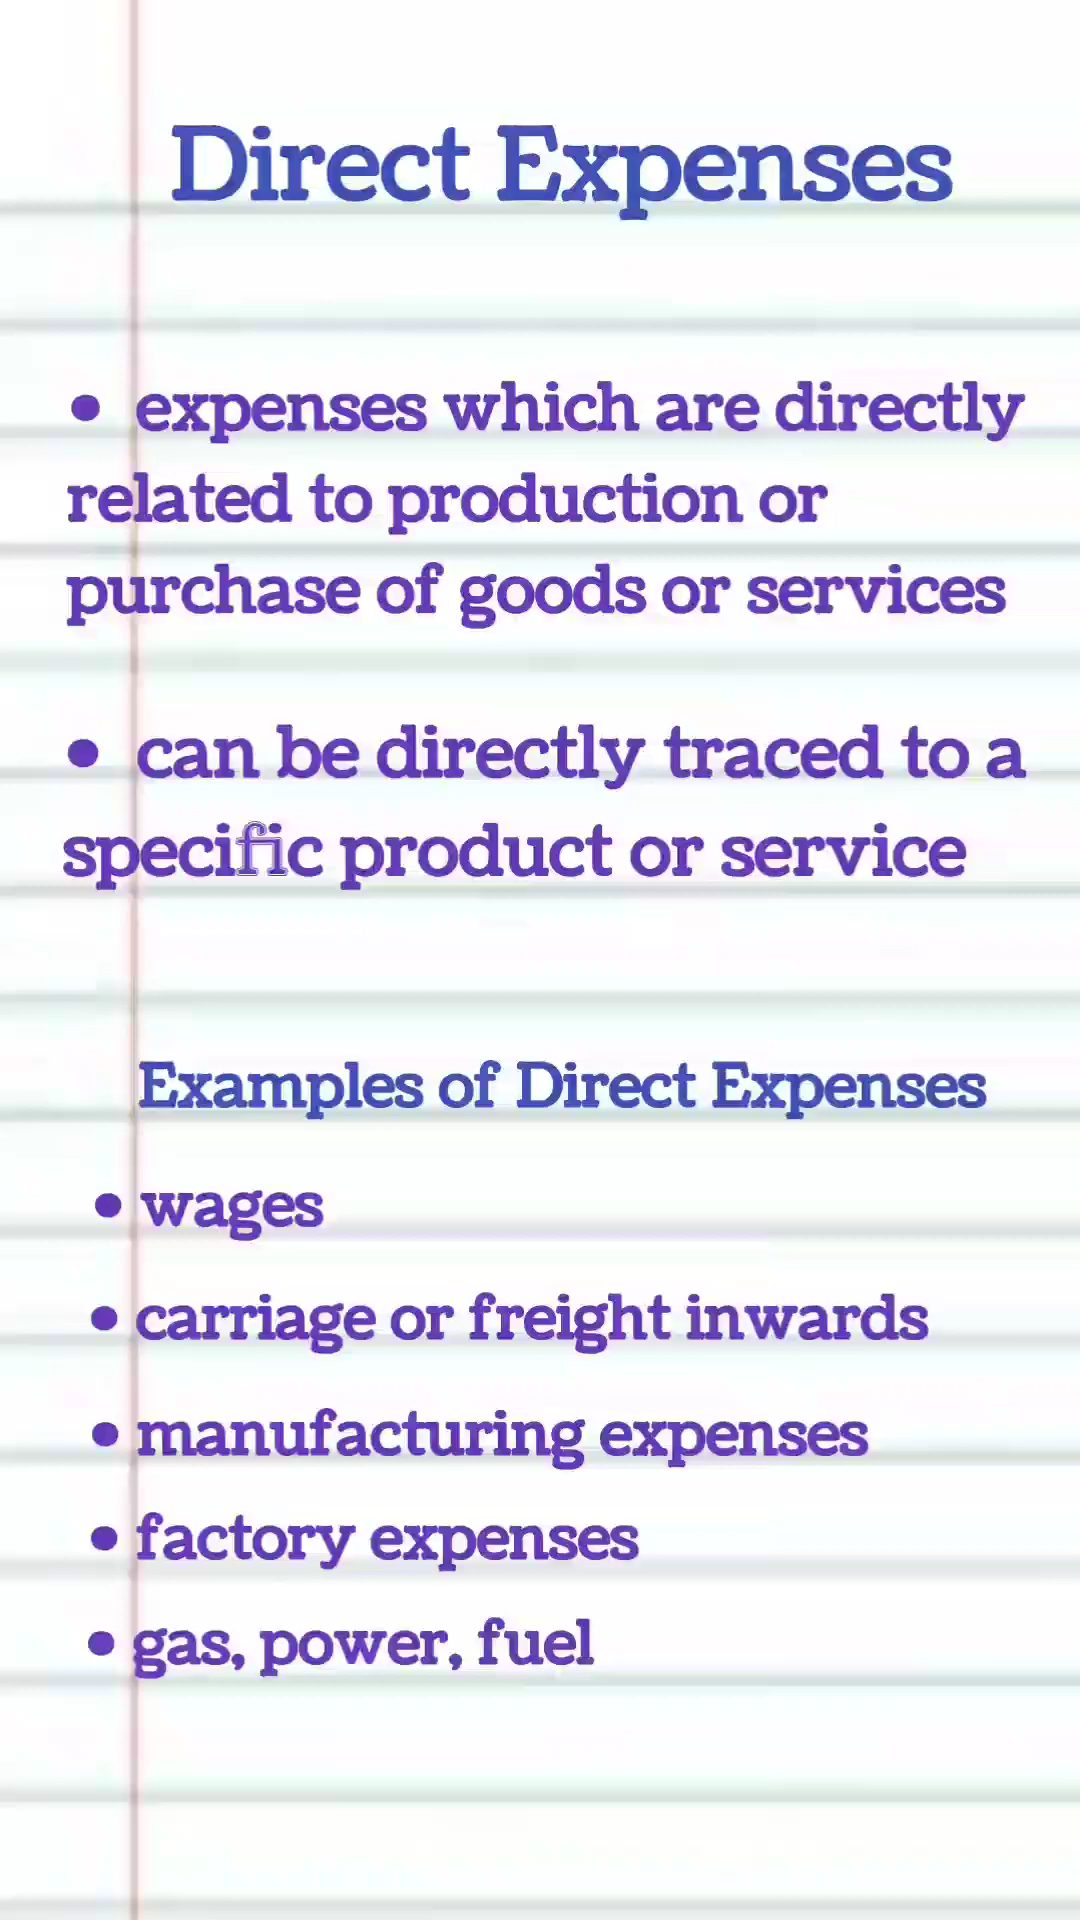 Direct Expenses
• expenses which are directly
related to production or
purchase of goods or services
• can be directly traced to a
specific product or service
Examples of Direct Expenses
• wages
• carriage or freight inwards
• manufacturing expenses
• factory expenses
• gas, power, fuel